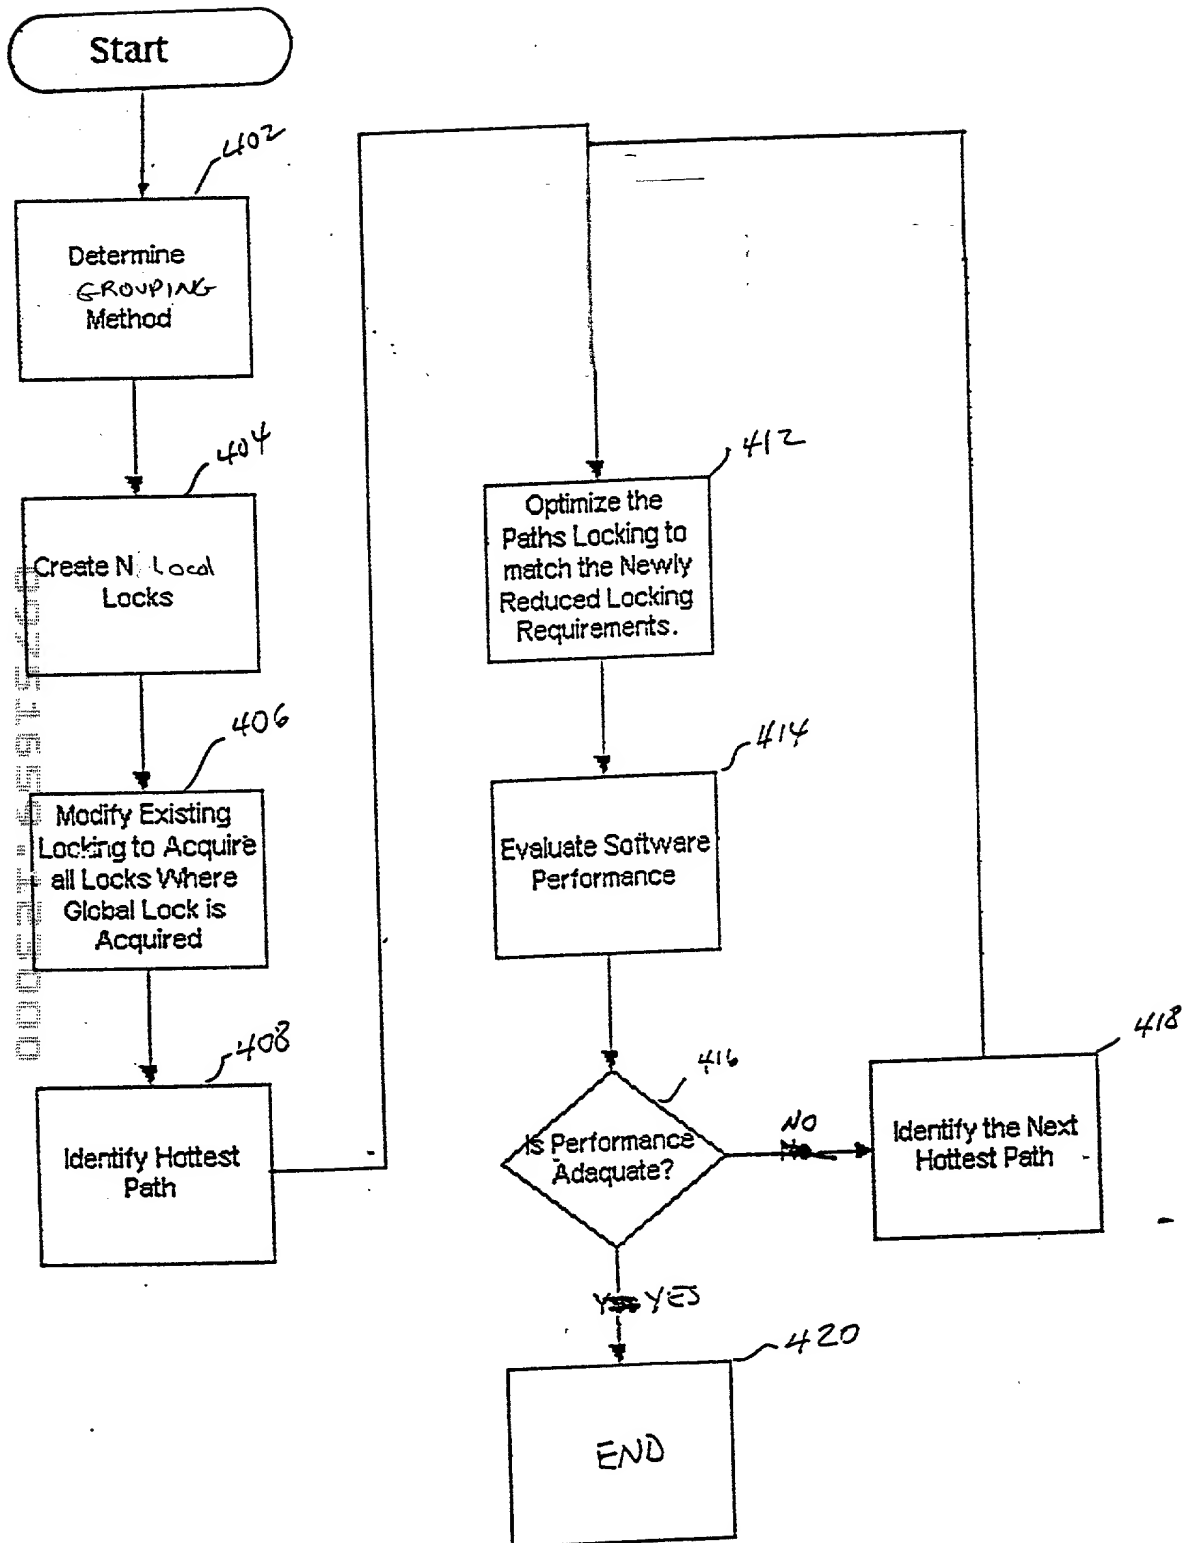 Start
402
Determine
GROUPING
Method
404
Create N Local
Locks
406
Modify Existing
Locking to Acquire
all Locks Where
Global Lock is
Acquired
408
Identify Hottest
Path
412
Optimize the
Paths Locking to
match the Newly
Reduced Locking
Requirements.
414
Evaluate Software
Performance
416
Is Performance
Adaquate?
NO
418
Identify the Next
Hottest Path
YES
420
END